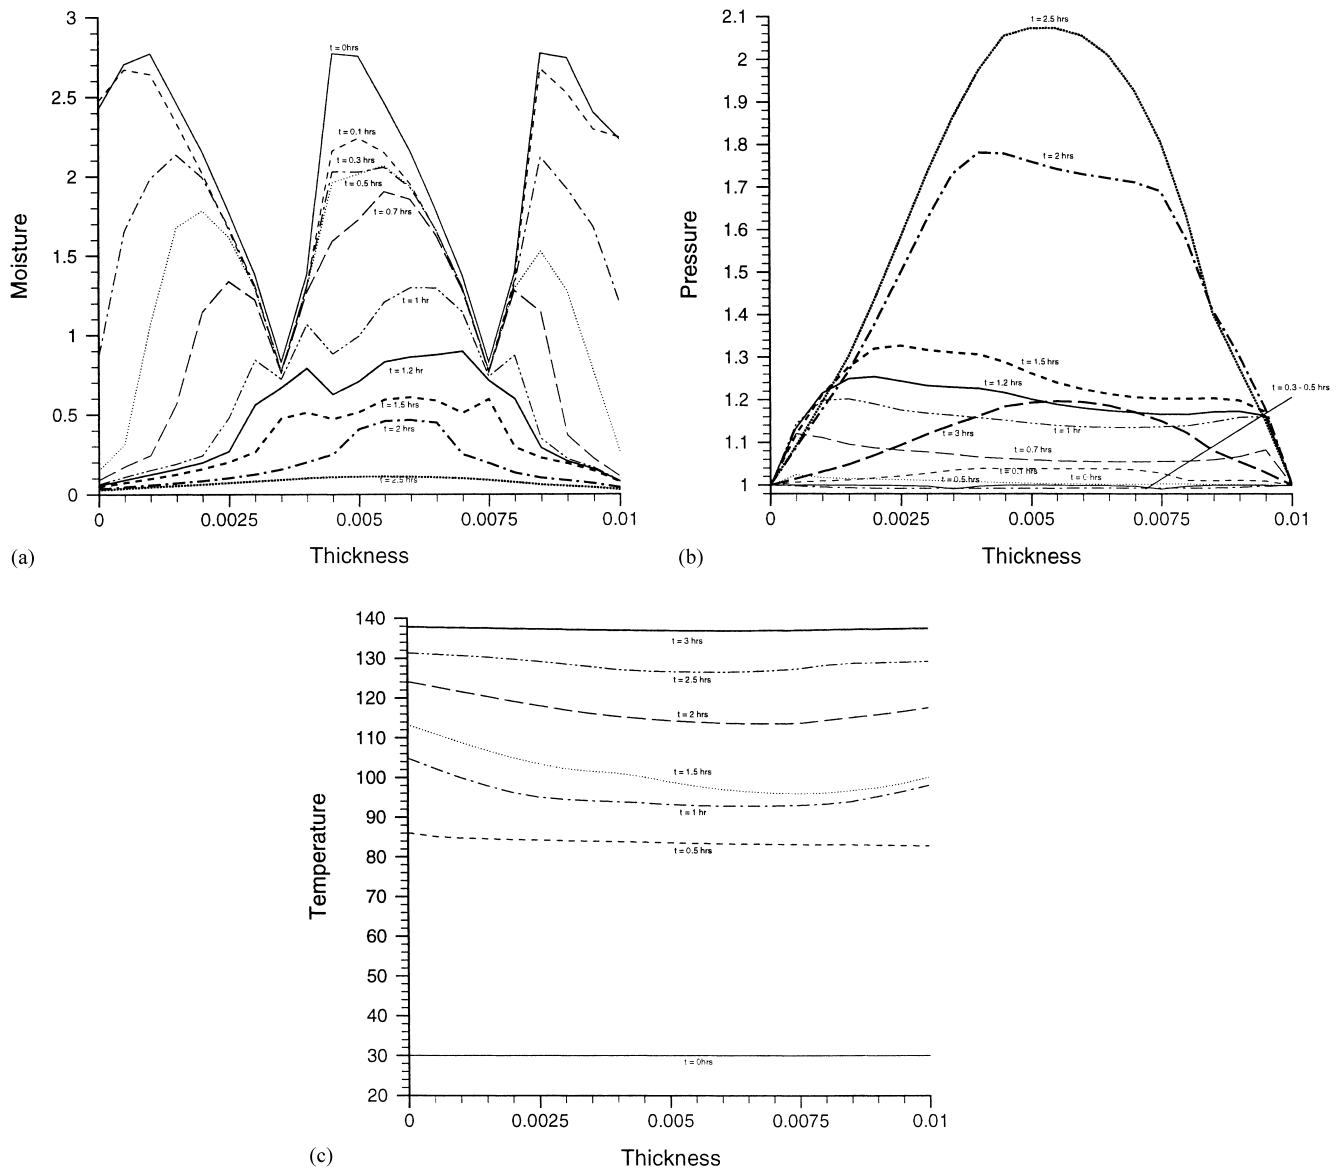 3
2.5
2
1.5
1
0.5
0
Moisture
t = 0hrs
t = 0.1 hrs
t = 0.3 hrs
t = 0.5 hrs
t = 0.7 hrs
t = 1 hr
t = 1.2 hr
t = 1.5 hrs
t = 2 hrs
t = 2.5 hrs
0 0.0025 0.005 0.0075 0.01
Thickness
(a)
2.1
2
1.9
1.8
1.7
1.6
1.5
1.4
1.3
1.2
1.1
1
Pressure
t = 2.5 hrs
t = 2 hrs
t = 1.5 hrs
t = 1.2 hrs
t = 0.3 - 0.5 hrs
t = 3 hrs
t = 1 hr
t = 0.7 hrs
t = 0.1 hrs
t = 0.5 hrs
t = 0 hrs
0 0.0025 0.005 0.0075 0.01
Thickness
(b)
140
130
120
110
100
90
80
70
60
50
40
30
20
Temperature
t = 3 hrs
t = 2.5 hrs
t = 2 hrs
t = 1.5 hrs
t = 1 hr
t = 0.5 hrs
t = 0hrs
0 0.0025 0.005 0.0075 0.01
Thickness
(c)